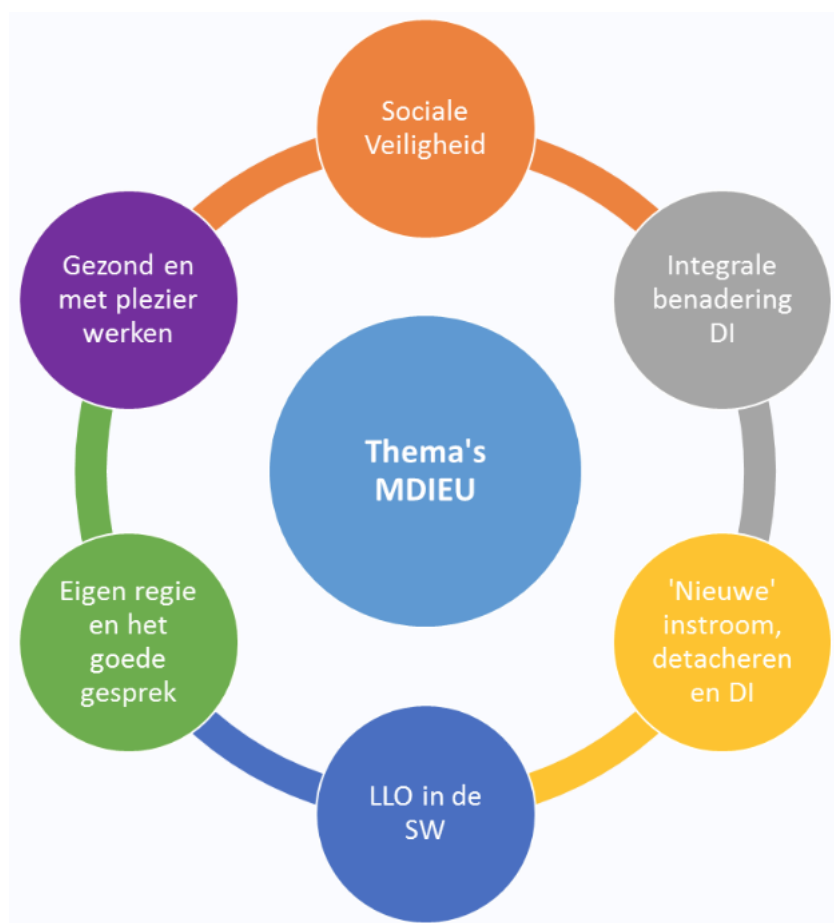 Sociale
Veiligheid
Integrale
benadering
DI
'Nieuwe'
instroom,
detacheren
en DI
LLO in de
SW
Eigen regie
en het
goede
gesprek
Gezond en
met plezier
werken
Thema's
MDIEU